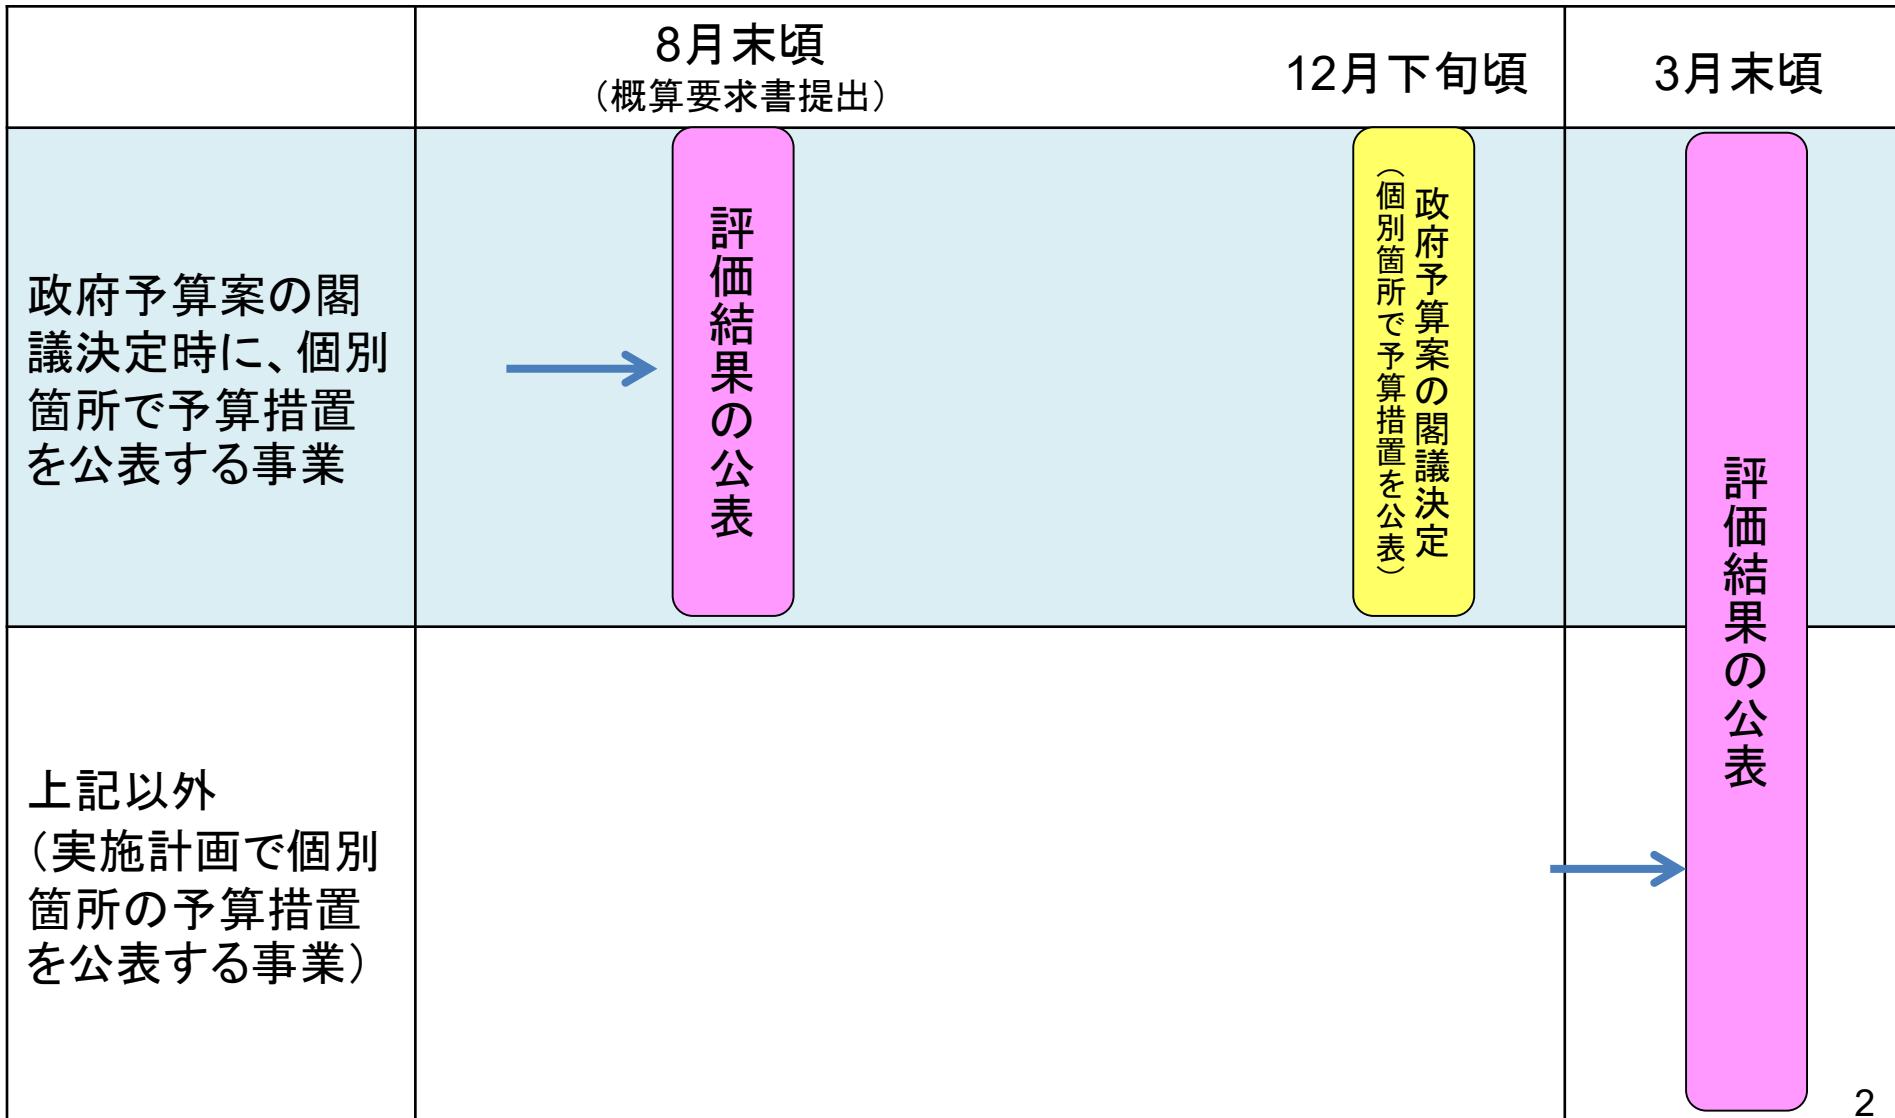 8月末頃
（概算要求書提出）
12月下旬頃
3月末頃
政府予算案の閣
議決定時に、個別
箇所で予算措置
を公表する事業
評価結果の公表
政府予算案の閣議決定
（個別箇所で予算措置を公表）
評価結果の公表
上記以外
（実施計画で個別
箇所の予算措置
を公表する事業）
2